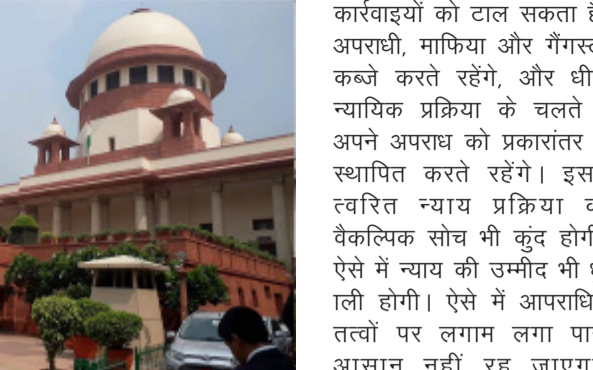 कार्रवाइयों को टाल सकता
अपराधी, माफिया और
कब्जे करते रहेंगे, और
न्यायिक प्रक्रिया के चलते
अपने अपराध को प्रकारांतर
स्थापित करते रहेंगे।
त्वरित न्याय प्रक्रिया
वैकल्पिक सोच भी कुंद
ऐसे में न्याय की उम्मीद भी
होगी। ऐसे में
तत्वों पर लगाम लगा
आसान नहीं रह